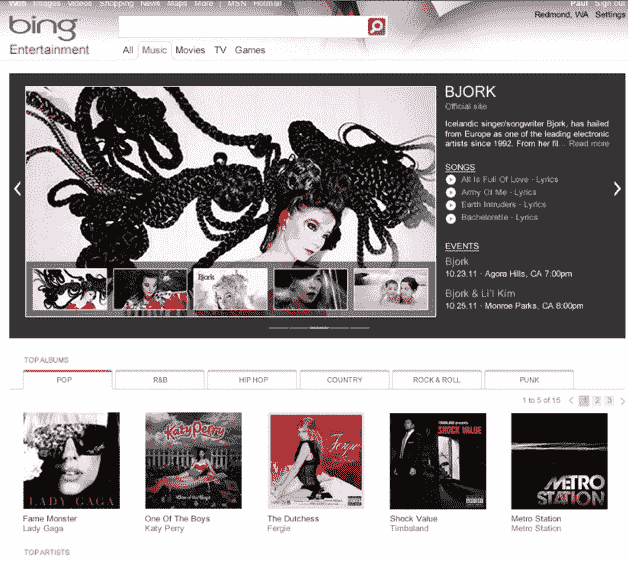 Web Images Videos Shopping News Maps More | MSN Hotmail
Paul Sign out
bing
Redmond, WA Settings
Entertainment
All Music Movies TV Games
BJORK
Official site
Icelandic singer/songwriter Bjork, has hailed
from Europe as one of the leading electronic
artists since 1992. From her fil... Read more
SONGS
All Is Full Of Love - Lyrics
Army Of Me - Lyrics
Earth Intruders - Lyrics
Bachelorette - Lyrics
EVENTS
Bjork
10.23.11 - Agora Hills, CA 7:00pm
Bjork & Li'l Kim
10.25.11 - Monroe Parks, CA 8:00pm
Bjork
TOP ALBUMS
POP R&B HIP HOP COUNTRY ROCK & ROLL PUNK
1 to 5 of 15 < 1 2 3 >
LADY GAGA
Katy Perry
Fergie
TIMBALAND presents
SHOCK VALUE
METRO
STATION
Fame Monster
Lady Gaga
One Of The Boys
Katy Perry
The Dutchess
Fergie
Shock Value
Timbaland
Metro Station
Metro Station
TOP ARTISTS